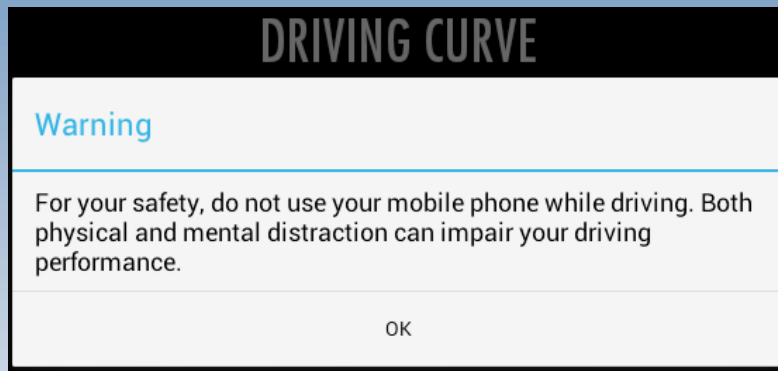 DRIVING CURVE
Warning
For your safety, do not use your mobile phone while driving. Both
physical and mental distraction can impair your driving
performance.
OK